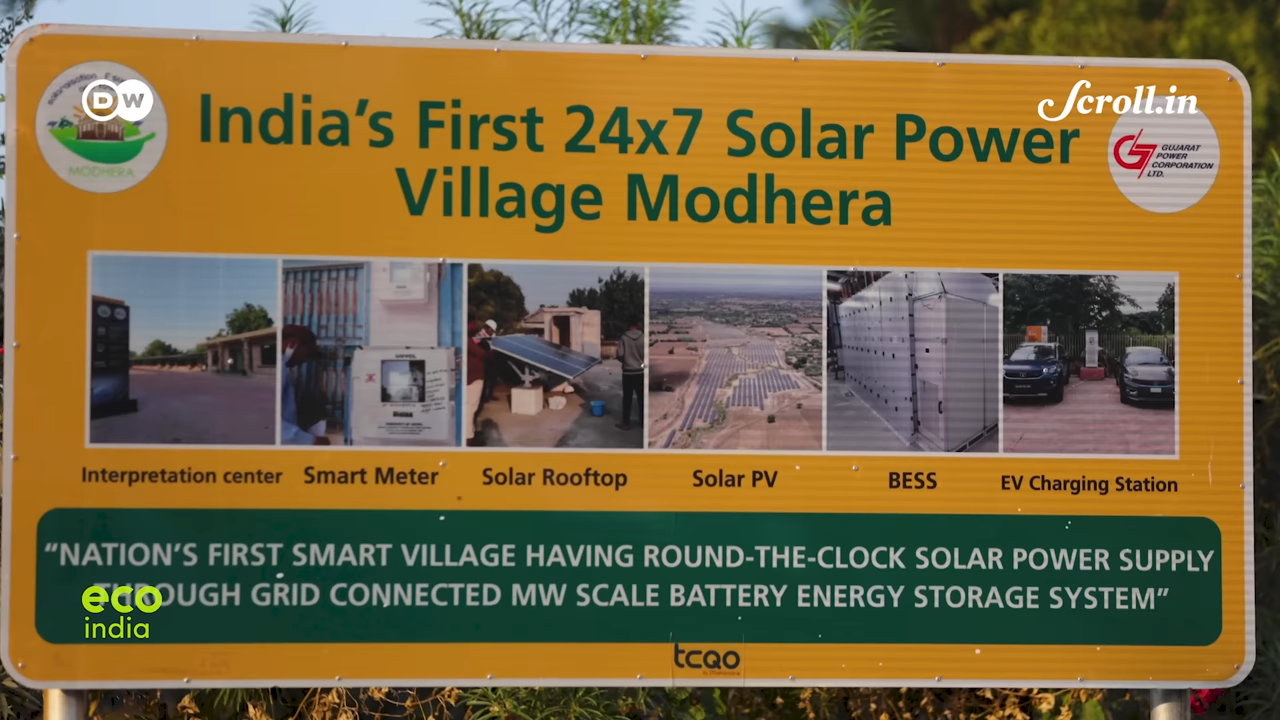 DW
Scroll.in
India's First 24x7 Solar Power
Village Modhera
MODHERA
GUJARAT
POWER
CORPORATION
LTD.
Interpretation center
Smart Meter
Solar Rooftop
Solar PV
BESS
EV Charging Station
“NATION'S FIRST SMART VILLAGE HAVING ROUND-THE-CLOCK SOLAR POWER SUPPLY
THROUGH GRID CONNECTED MW SCALE BATTERY ENERGY STORAGE SYSTEM”
eco
india